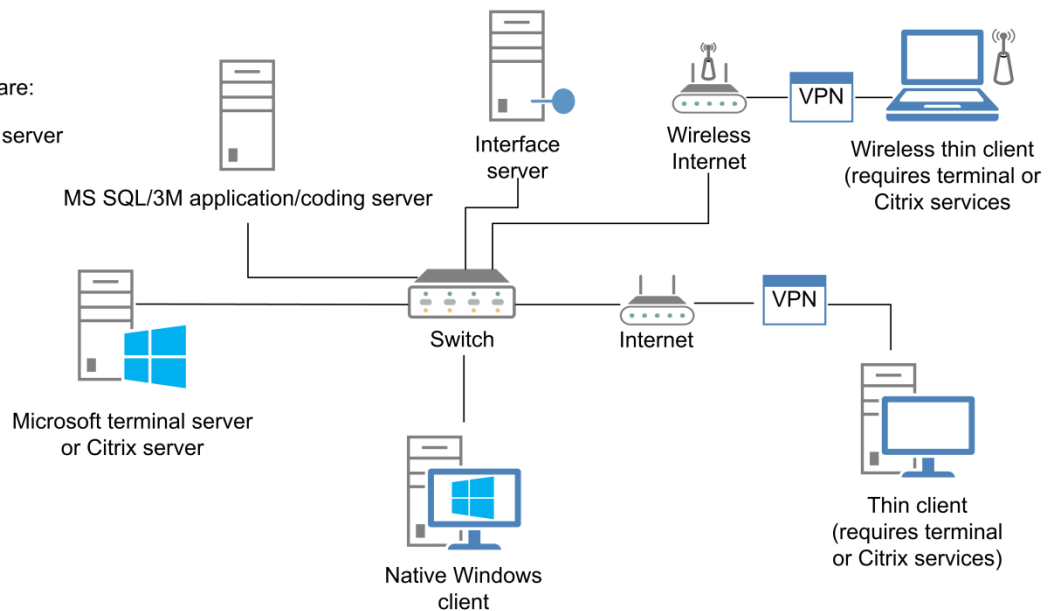 are:
server
MS SQL/3M application/coding server
Interface
server
Wireless
Internet
VPN
Wireless thin client
(requires terminal or
Citrix services
Microsoft terminal server
or Citrix server
Switch
Internet
VPN
Native Windows
client
Thin client
(requires terminal
or Citrix services)